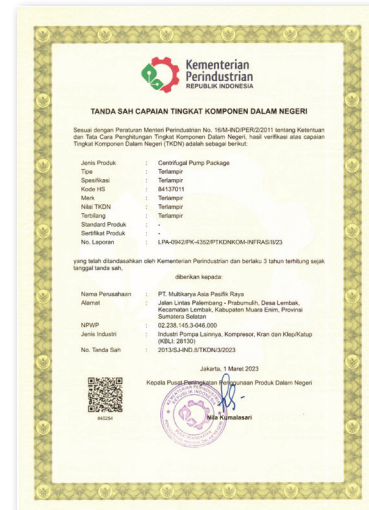 Kementerian
Perindustrian
REPUBLIK INDONESIA
TANDA SAH CAPAIAN TINGKAT KOMPONEN DALAM NEGERI
Sesuai dengan Peraturan Menteri Perindustrian No. 16/M-IND/PER/2/2011 tentang Ketentuan
dan Tata Cara Penghitungan Tingkat Komponen Dalam Negeri, hasil verifikasi atas capaian
Tingkat Komponen Dalam Negeri (TKDN) adalah sebagai berikut:
Jenis Produk : Centrifugal Pump Package
Tipe : Terlampir
Spesifikasi : Terlampir
Kode HS : 84137011
Merk : Terlampir
Nilai TKDN : Terlampir
Terbilang : Terlampir
Standard Produk : -
Sertifikat Produk : -
No. Laporan : LPA-0942/PK-4352/PTKDNKOM-INFRAS/II/23
yang telah ditandasahkan oleh Kementerian Perindustrian dan berlaku 3 tahun terhitung sejak
tanggal tanda sah,
diberikan kepada:
Nama Perusahaan : PT. Multikarya Asia Pasifik Raya
Alamat : Jalan Lintas Palembang - Prabumulih, Desa Lembak,
Kecamatan Lembak, Kabupaten Muara Enim, Provinsi
Sumatera Selatan
NPWP : 02.238.145.3-046.000
Jenis Industri : Industri Pompa Lainnya, Kompresor, Kran dan Klep/Katup
(KBLI: 28130)
No. Tanda Sah : 2013/SJ-IND.8/TKDN/3/2023
Jakarta, 1 Maret 2023
Kepala Pusat Peningkatan Penggunaan Produk Dalam Negeri
Nila Kumalasari
#40284